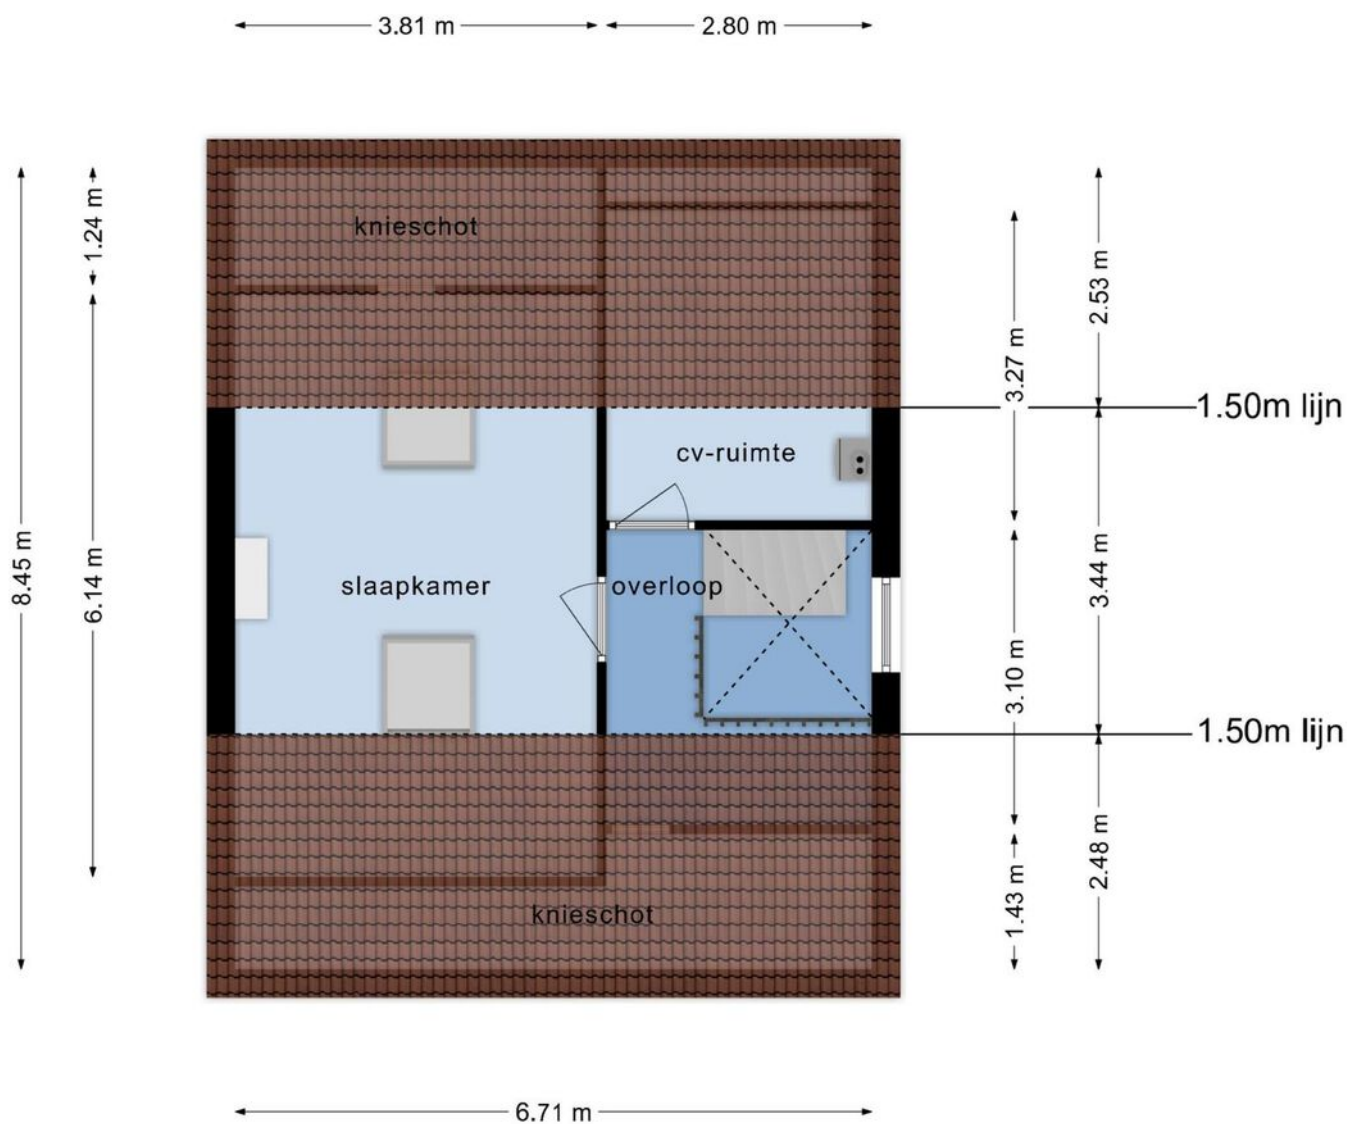 3.81 m
2.80 m
knieschot
1.24 m
2.53 m
3.27 m
1.50m lijn
cv-ruimte
8.45 m
6.14 m
slaapkamer
overloop
3.44 m
3.10 m
1.50m lijn
2.48 m
1.43 m
knieschot
6.71 m